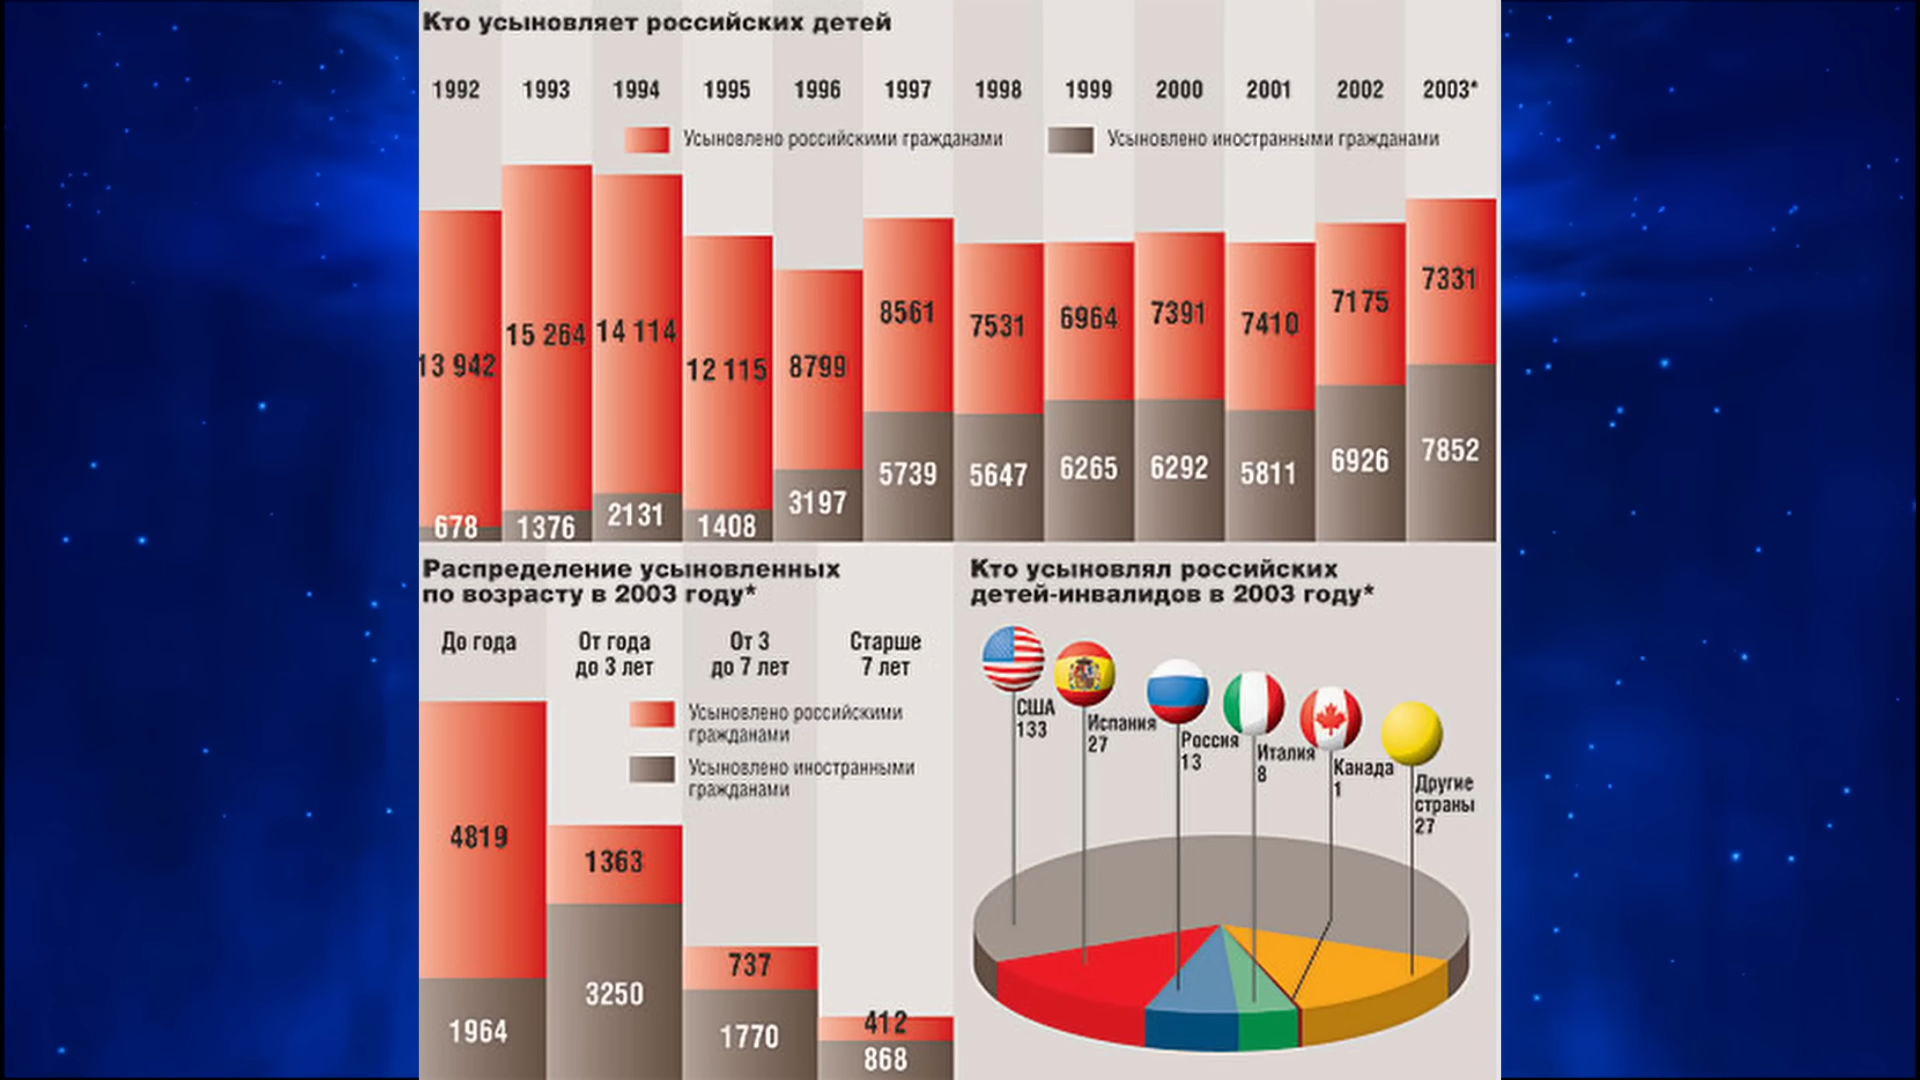 Кто усыновляет российских детей
1992 1993 1994 1995 1996 1997 1998 1999 2000 2001 2002 2003*
Усыновлено российскими гражданами Усыновлено иностранными гражданами
13 942 15 264 14 114 12 115 8799 8561 7531 6964 7391 7410 7175 7331
678 1376 2131 1408 3197 5739 5647 6265 6292 5811 6926 7852
Распределение усыновленных
по возрасту в 2003 году*
До года
От года
до 3 лет
От 3
до 7 лет
Старше
7 лет
Усыновлено российскими
гражданами
Усыновлено иностранными
гражданами
4819 1363 737 412
1964 3250 1770 868
Кто усыновлял российских
детей-инвалидов в 2003 году*
США
133
Испания
27
Россия
13
Италия
8
Канада
1
Другие
страны
27